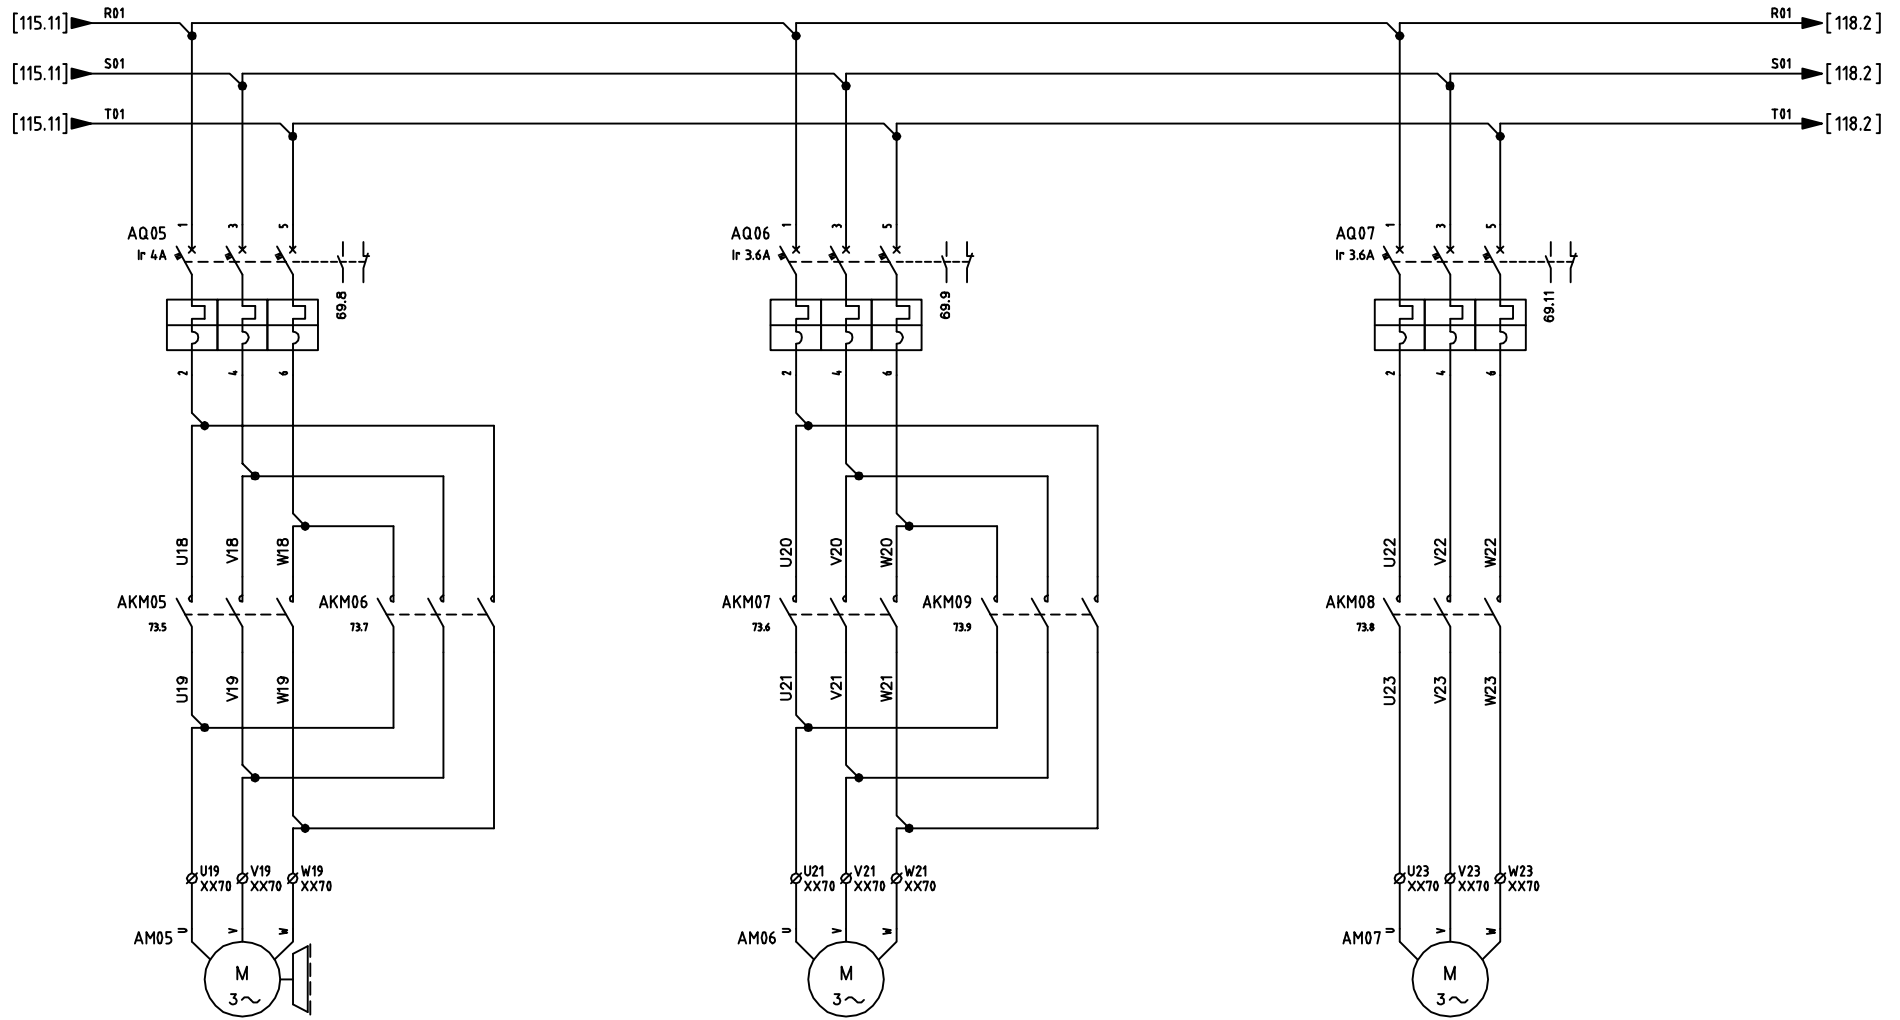 [115.11] R01 R01 [118.2]
[115.11] S01 S01 [118.2]
[115.11] T01 T01 [118.2]
1 3 5 1 3 5 1 3 5
AQ05 AQ06 AQ07
Ir 4A Ir 3.6A Ir 3.6A
69.8 69.9 69.11
2 4 6 2 4 6 2 4 6
U18 V18 W18 U20 V20 W20 U22 V22 W22
AKM05 AKM06 AKM07 AKM09 AKM08
73.5 73.7 73.6 73.9 73.8
U19 V19 W19 U21 V21 W21 U23 V23 W23
U19 V19 W19 U21 V21 W21 U23 V23 W23
XX70 XX70 XX70 XX70 XX70 XX70 XX70 XX70 XX70
AM05 U V W AM06 U V W AM07 U V W
M M M
3~ 3~ 3~